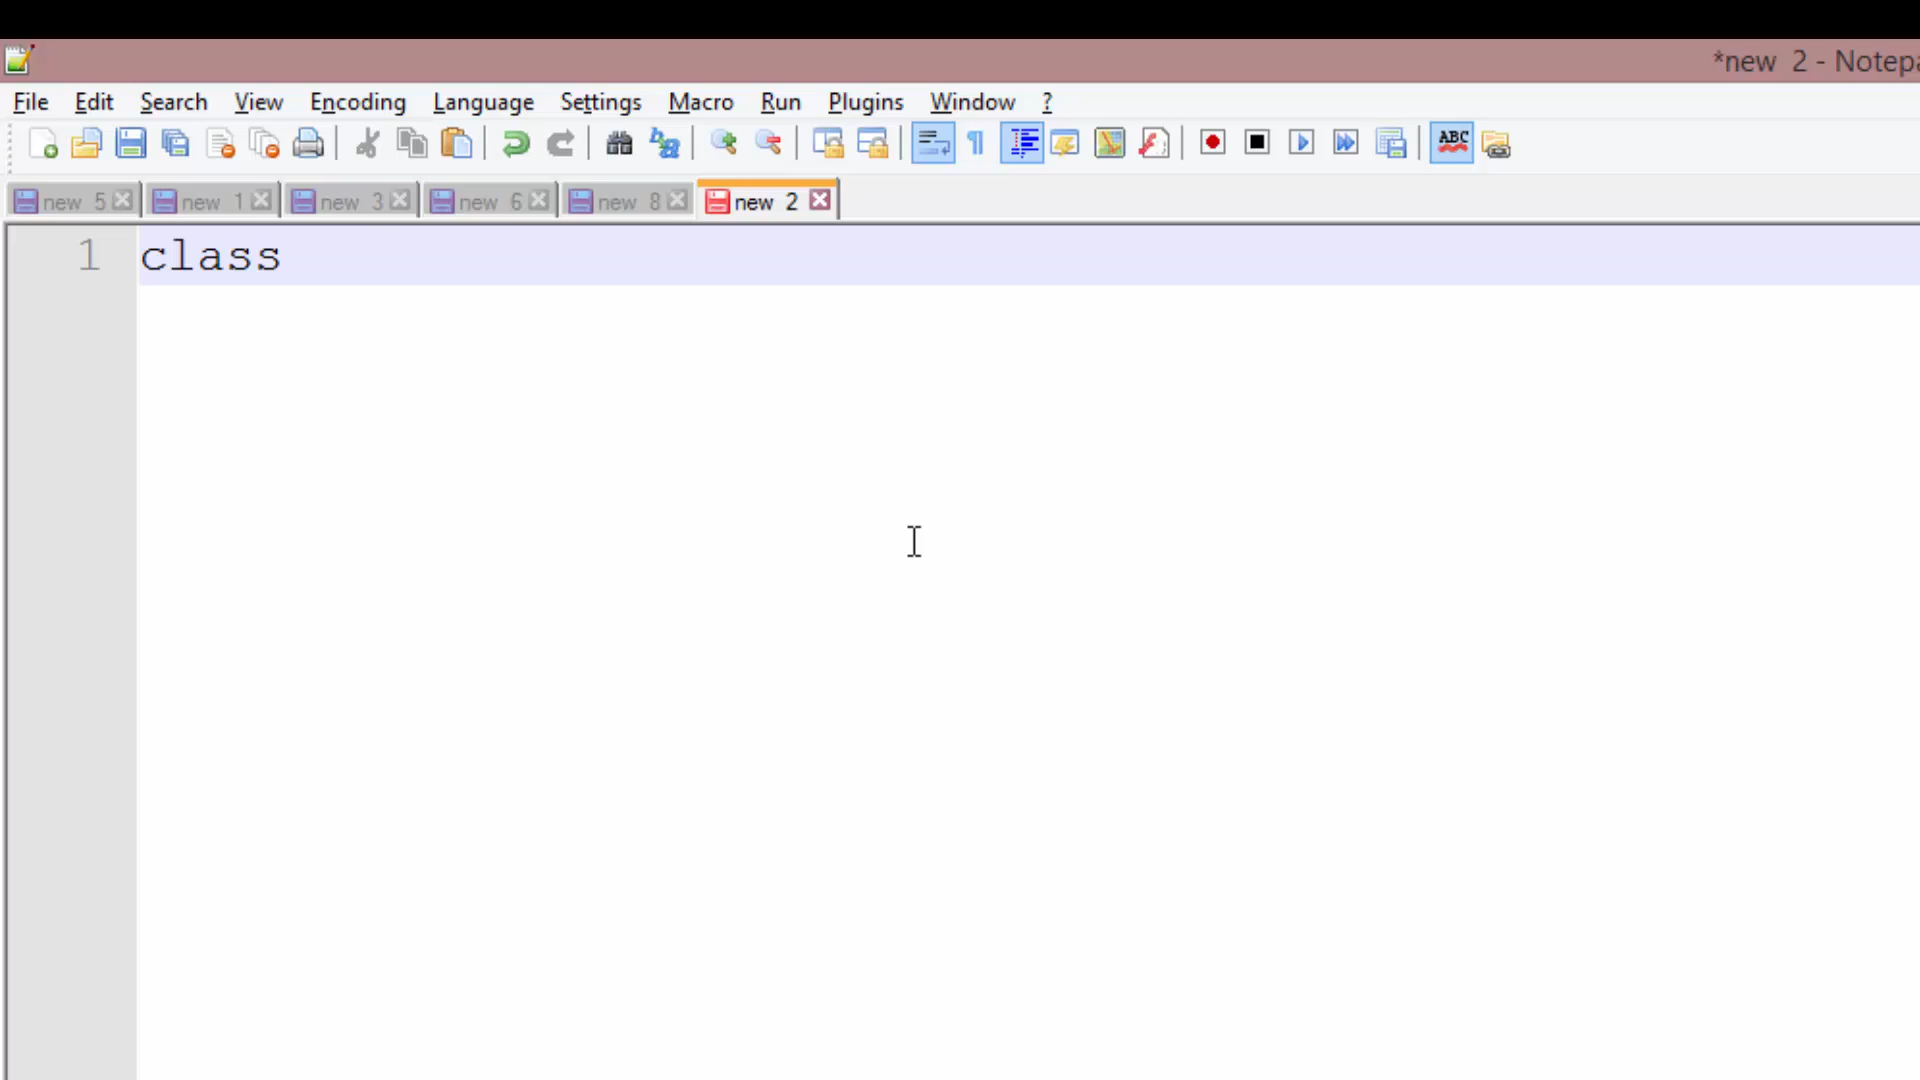 *new 2 - Notepa
File Edit Search View Encoding Language Settings Macro Run Plugins Window ?
ABC
new 5 new 1 new 3 new 6 new 8 new 2
1 class